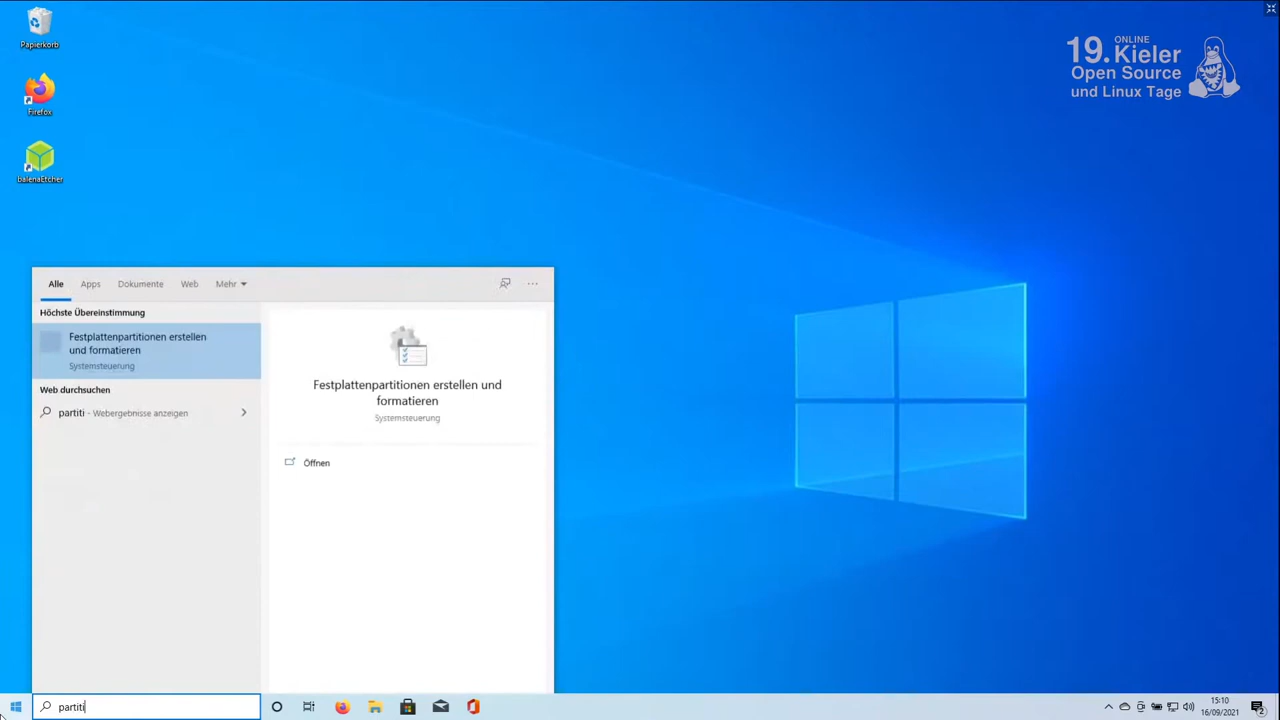 Papierkorb
Firefox
balenaEtcher
ONLINE
19. Kieler
Open Source
und Linux Tage
Alle Apps Dokumente Web Mehr
Höchste Übereinstimmung
Festplattenpartitionen erstellen
und formatieren
Systemsteuerung
Web durchsuchen
partiti - Webergebnisse anzeigen
Festplattenpartitionen erstellen und
formatieren
Systemsteuerung
Öffnen
partiti
15:10
16/09/2021
2